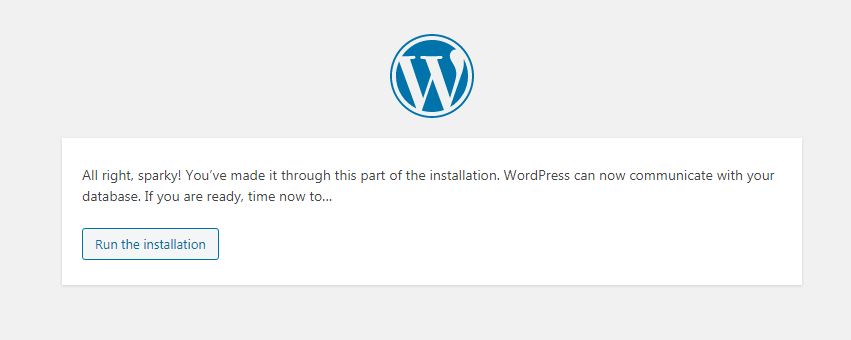 All right, sparky! You’ve made it through this part of the installation. WordPress can now communicate with your
database. If you are ready, time now to…
Run the installation